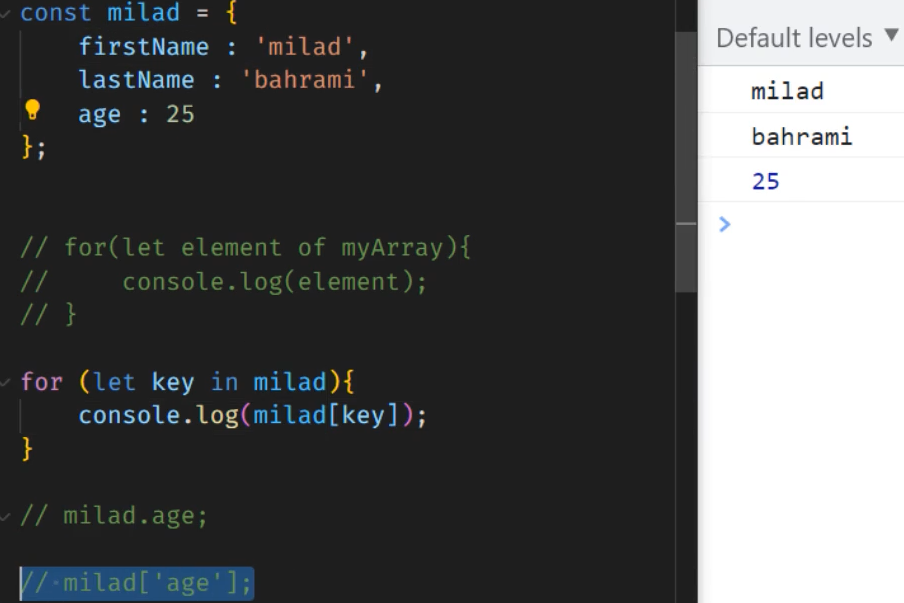 const milad = {
firstName : 'milad',
lastName : 'bahrami',
age : 25
};
// for(let element of myArray){
//     console.log(element);
// }
for (let key in milad){
console.log(milad[key]);
}
// milad.age;
// milad['age'];
Default levels ▼
milad
bahrami
25
>